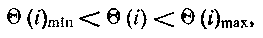 Θ (i)min < Θ (i) < Θ (i)max,